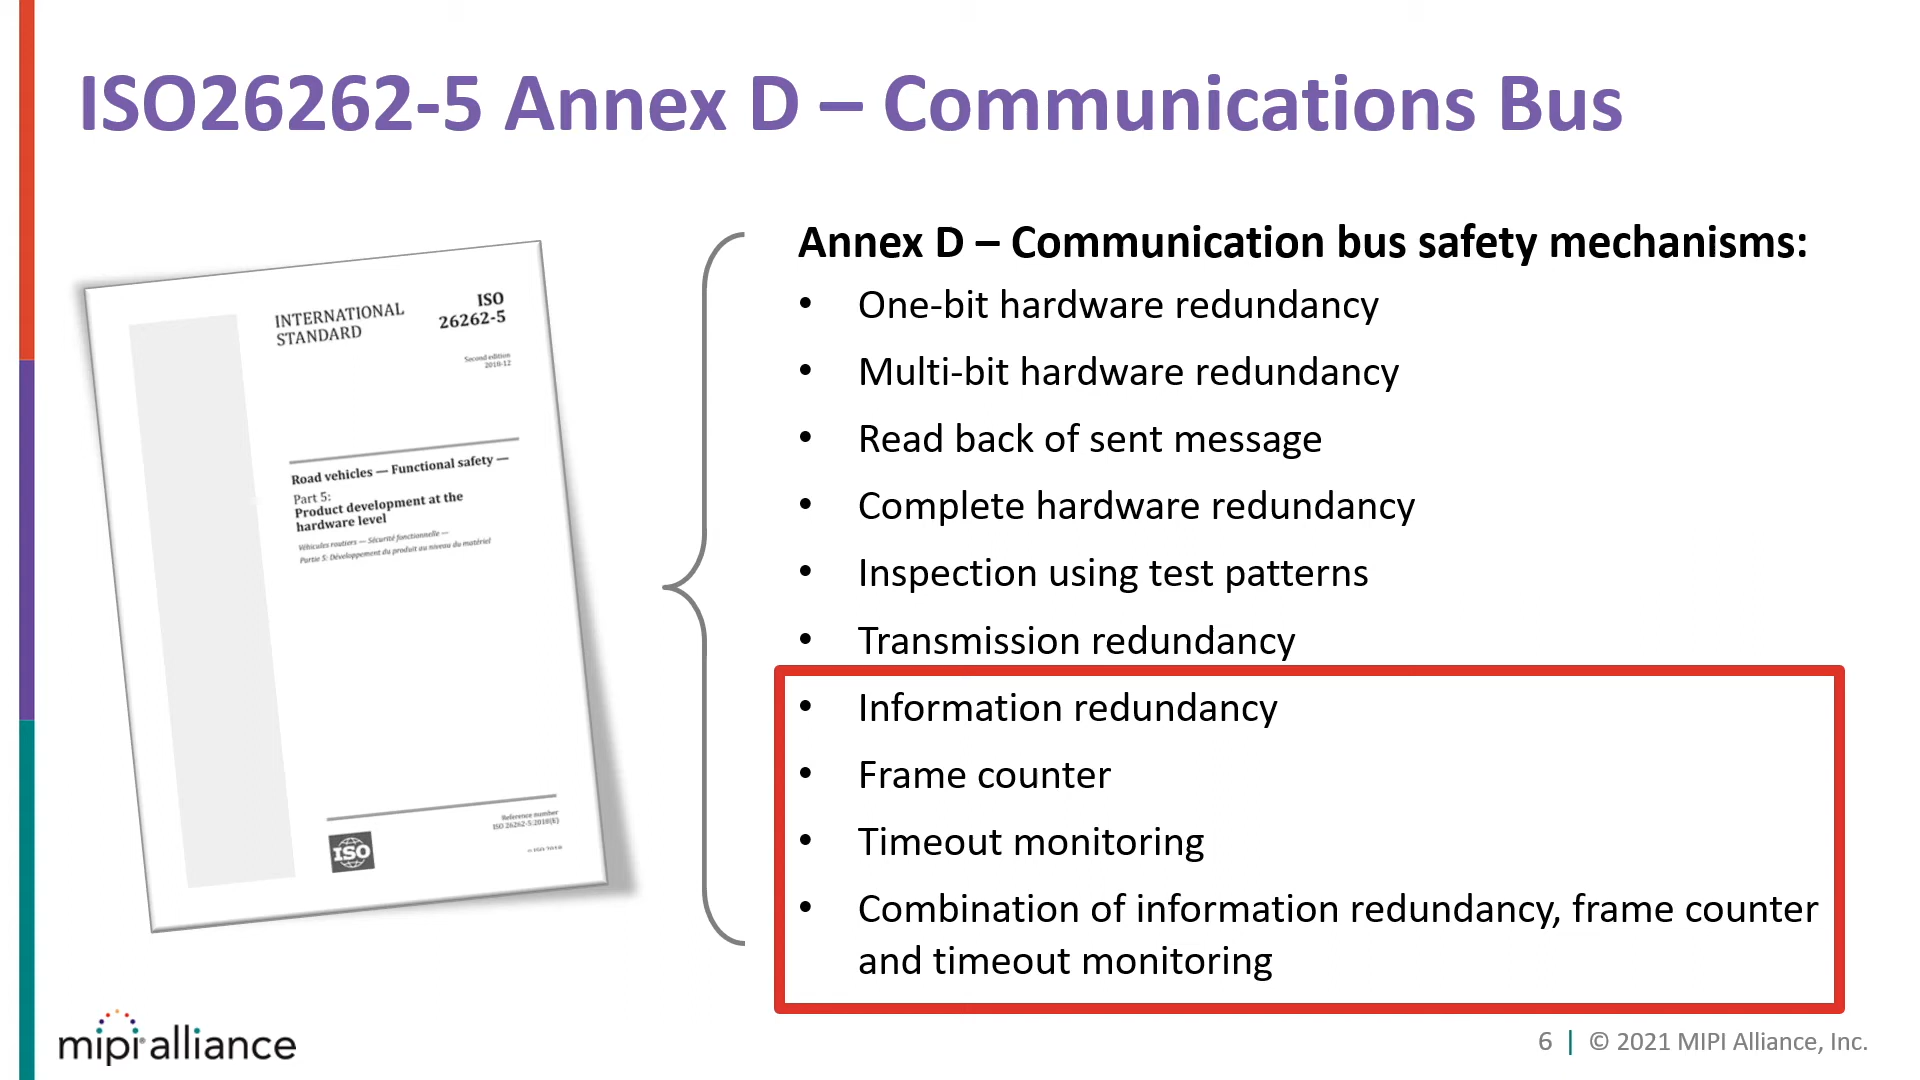 ISO26262-5 Annex D – Communications Bus
INTERNATIONAL
STANDARD
ISO
26262-5
Second edition
2018-12
Road vehicles — Functional safety —
Part 5:
Product development at the
hardware level
Véhicules routiers — Sécurité fonctionnelle —
Partie 5: Développement du produit au niveau du matériel
Reference number
ISO 26262-5:2018(E)
ISO
© ISO 2018
Annex D – Communication bus safety mechanisms:
• One-bit hardware redundancy
• Multi-bit hardware redundancy
• Read back of sent message
• Complete hardware redundancy
• Inspection using test patterns
• Transmission redundancy
• Information redundancy
• Frame counter
• Timeout monitoring
• Combination of information redundancy, frame counter
and timeout monitoring
mipi alliance
6 | © 2021 MIPI Alliance, Inc.